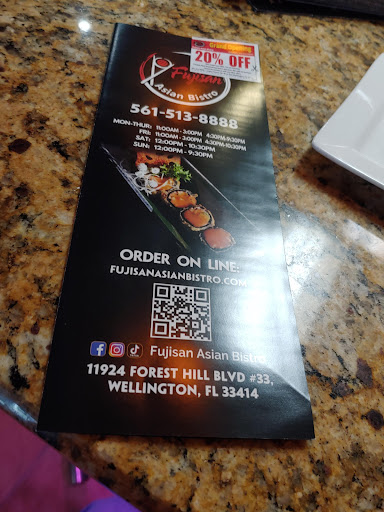 Grand Opening
20% OFF
Fujisan
Asian Bistro
561-513-8888
MON-THUR: 11:00AM - 3:00PM 4:30PM-9:30PM
FRI: 11:00AM - 3:00PM 4:30PM-10:30PM
SAT: 12:00PM - 10:30PM
SUN: 12:00PM - 9:30PM
ORDER ON LINE:
FUJISANASIANBISTRO.COM
Fujisan Asian Bistro
11924 FOREST HILL BLVD #33,
WELLINGTON, FL 33414